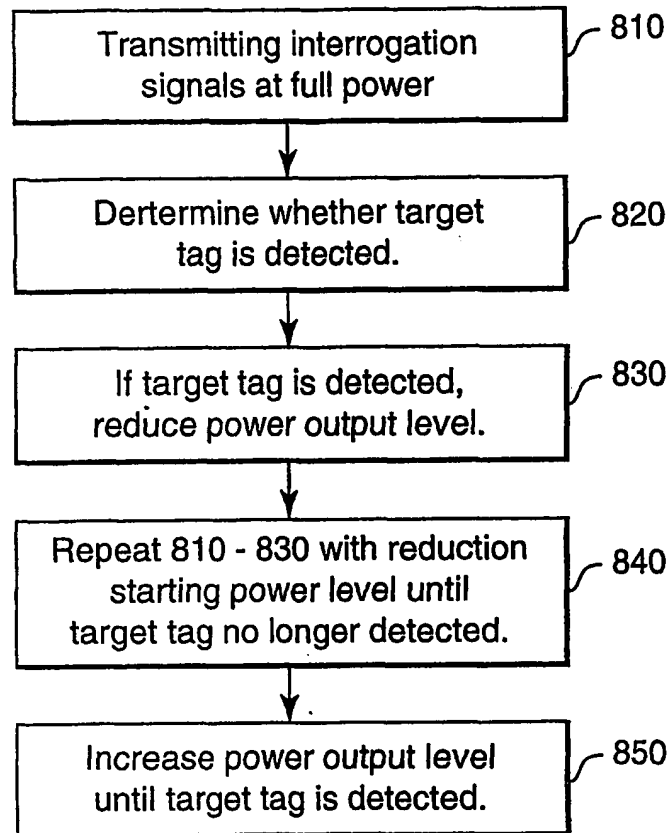 Transmitting interrogation
signals at full power
810
Dertermine whether target
tag is detected.
820
If target tag is detected,
reduce power output level.
830
Repeat 810 - 830 with reduction
starting power level until
target tag no longer detected.
840
Increase power output level
until target tag is detected.
850